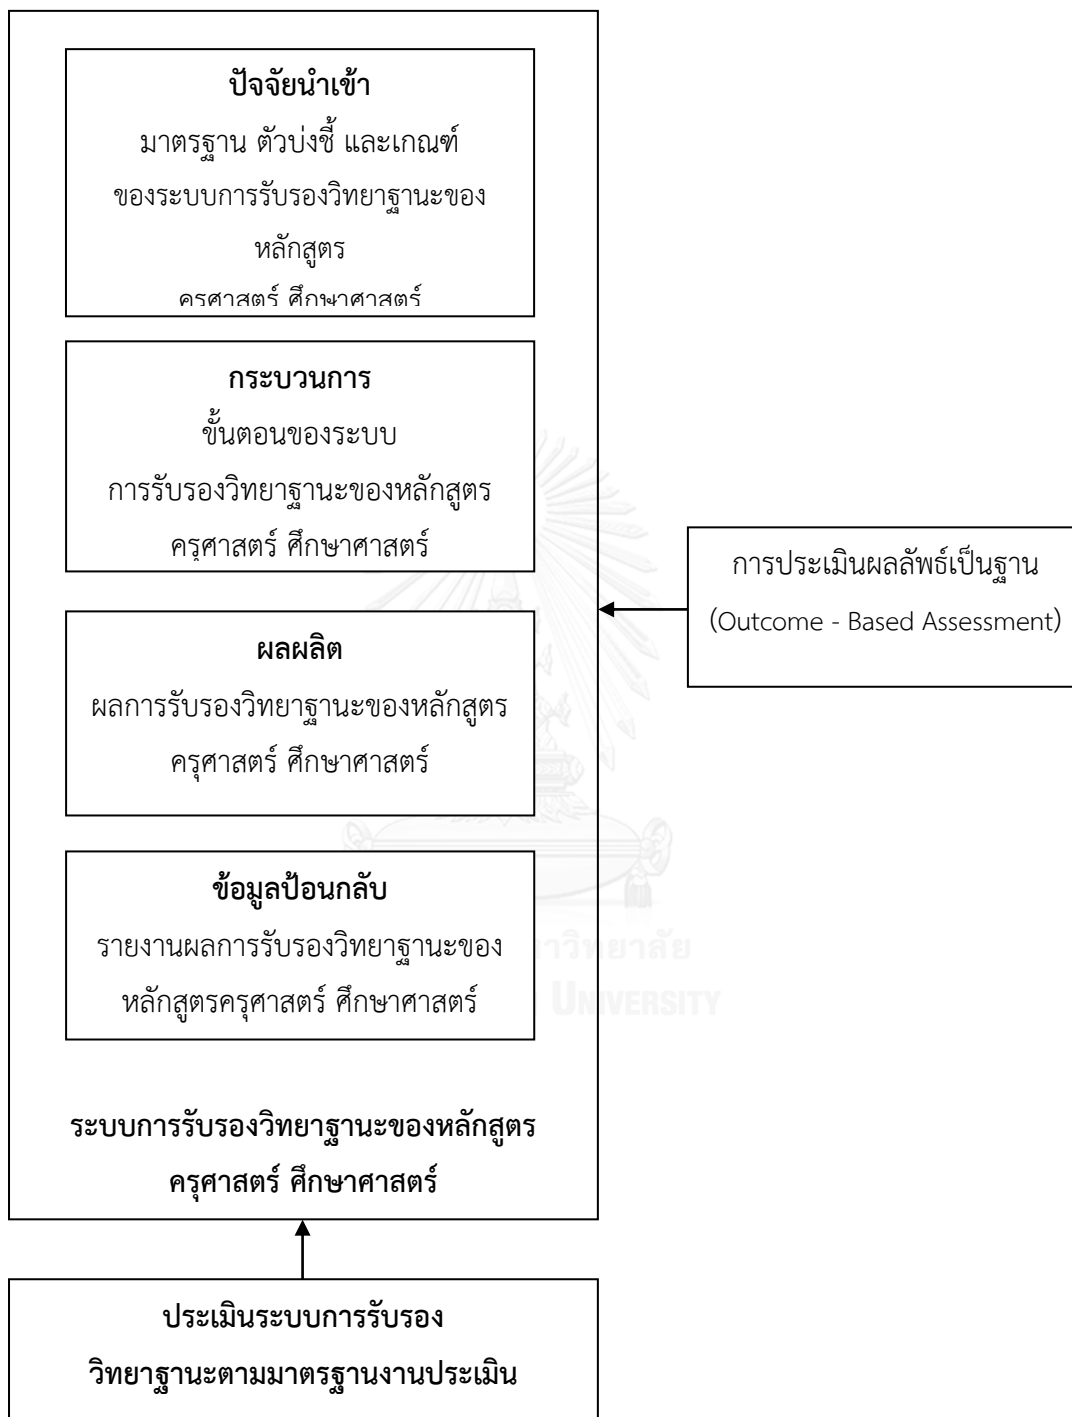 ปัจจัยนำเข้า
มาตรฐาน ตัวบ่งชี้ และเกณฑ์
ของระบบการรับรองวิทยาฐานะของ
หลักสูตร
ครุศาสตร์ ศึกษาศาสตร์
กระบวนการ
ขั้นตอนของระบบ
การรับรองวิทยาฐานะของหลักสูตร
ครุศาสตร์ ศึกษาศาสตร์
การประเมินผลลัพธ์เป็นฐาน
(Outcome - Based Assessment)
ผลผลิต
ผลการรับรองวิทยาฐานะของหลักสูตร
ครุศาสตร์ ศึกษาศาสตร์
ข้อมูลป้อนกลับ
รายงานผลการรับรองวิทยาฐานะของ
หลักสูตรครุศาสตร์ ศึกษาศาสตร์
าวิทยาลัย
UNIVERSITY
ระบบการรับรองวิทยาฐานะของหลักสูตร
ครุศาสตร์ ศึกษาศาสตร์
ประเมินระบบการรับรอง
วิทยาฐานะตามมาตรฐานงานประเมิน